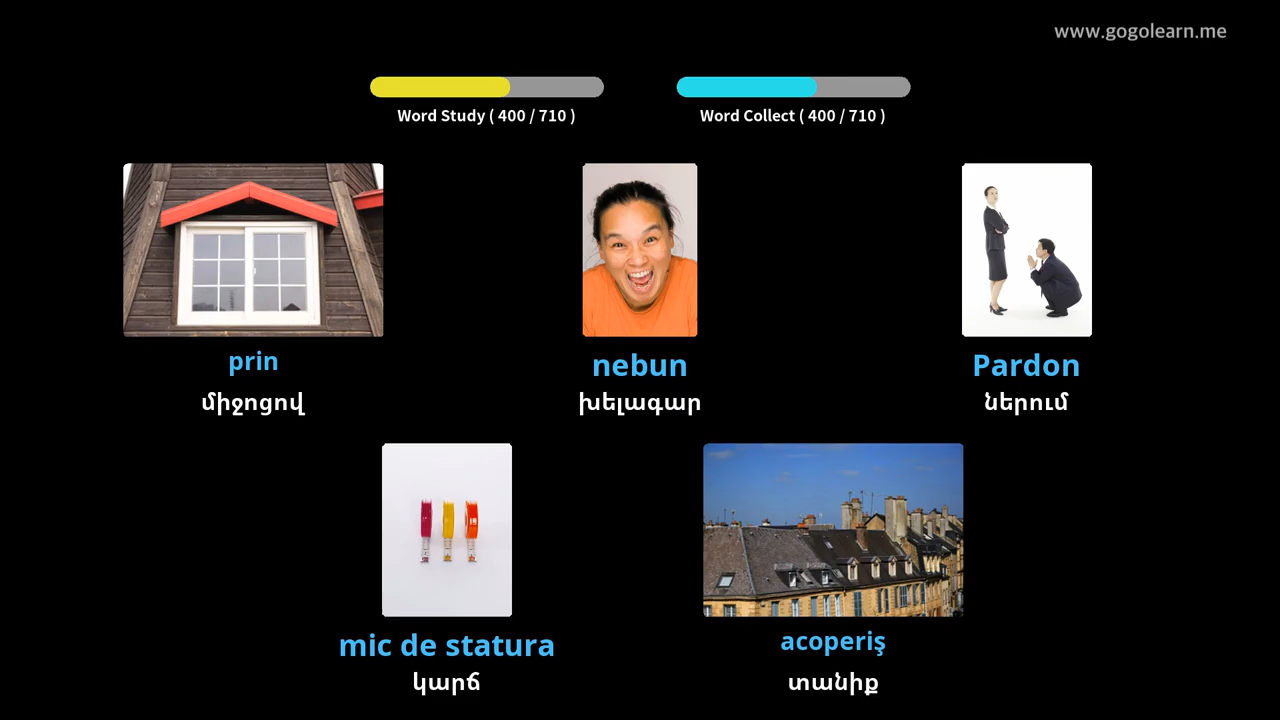 www.gogolearn.me
Word Study ( 400 / 710 )
Word Collect ( 400 / 710 )
prin
միջոցով
nebun
խելագար
Pardon
ներում
mic de statura
կարճ
acoperiş
տանիք